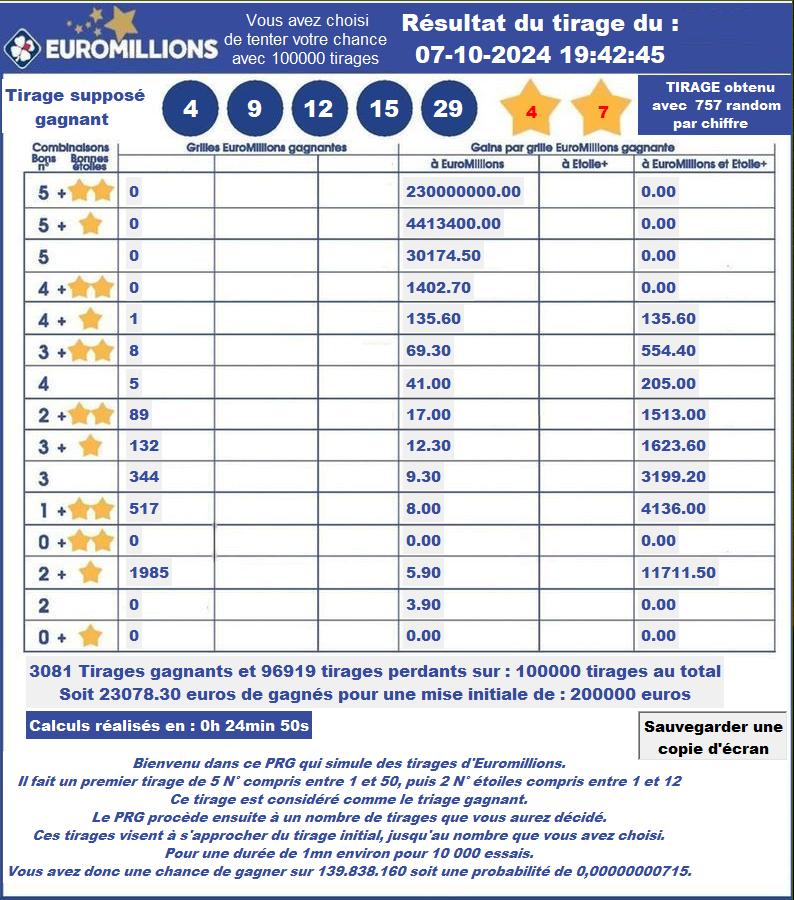 EUROMILLIONS
Vous avez choisi
de tenter votre chance
avec 100000 tirages
Résultat du tirage du :
07-10-2024 19:42:45
Tirage supposé
gagnant
4 9 12 15 29 4 7
TIRAGE obtenu
avec 757 random
par chiffre
Combinaisons
Bons n° Bonnes étoiles
Grilles EuroMillions gagnantes
Gains par grille EuroMillions gagnante
à EuroMillions à Etoile+ à EuroMillions et Etoile+
5 + 0 230000000.00 0.00
5 + 0 4413400.00 0.00
5 0 30174.50 0.00
4 + 0 1402.70 0.00
4 + 1 135.60 135.60
3 + 8 69.30 554.40
4 5 41.00 205.00
2 + 89 17.00 1513.00
3 + 132 12.30 1623.60
3 344 9.30 3199.20
1 + 517 8.00 4136.00
0 + 0 0.00 0.00
2 + 1985 5.90 11711.50
2 0 3.90 0.00
0 + 0 0.00 0.00
3081 Tirages gagnants et 96919 tirages perdants sur : 100000 tirages au total
Soit 23078.30 euros de gagnés pour une mise initiale de : 200000 euros
Calculs réalisés en : 0h 24min 50s
Sauvegarder une
copie d'écran
Bienvenu dans ce PRG qui simule des tirages d'Euromillions.
Il fait un premier tirage de 5 N° compris entre 1 et 50, puis 2 N° étoiles compris entre 1 et 12
Ce tirage est considéré comme le triage gagnant.
Le PRG procède ensuite à un nombre de tirages que vous aurez décidé.
Ces tirages visent à s'approcher du tirage initial, jusqu'au nombre que vous avez choisi.
Pour une durée de 1mn environ pour 10 000 essais.
Vous avez donc une chance de gagner sur 139.838.160 soit une probabilité de 0,00000000715.